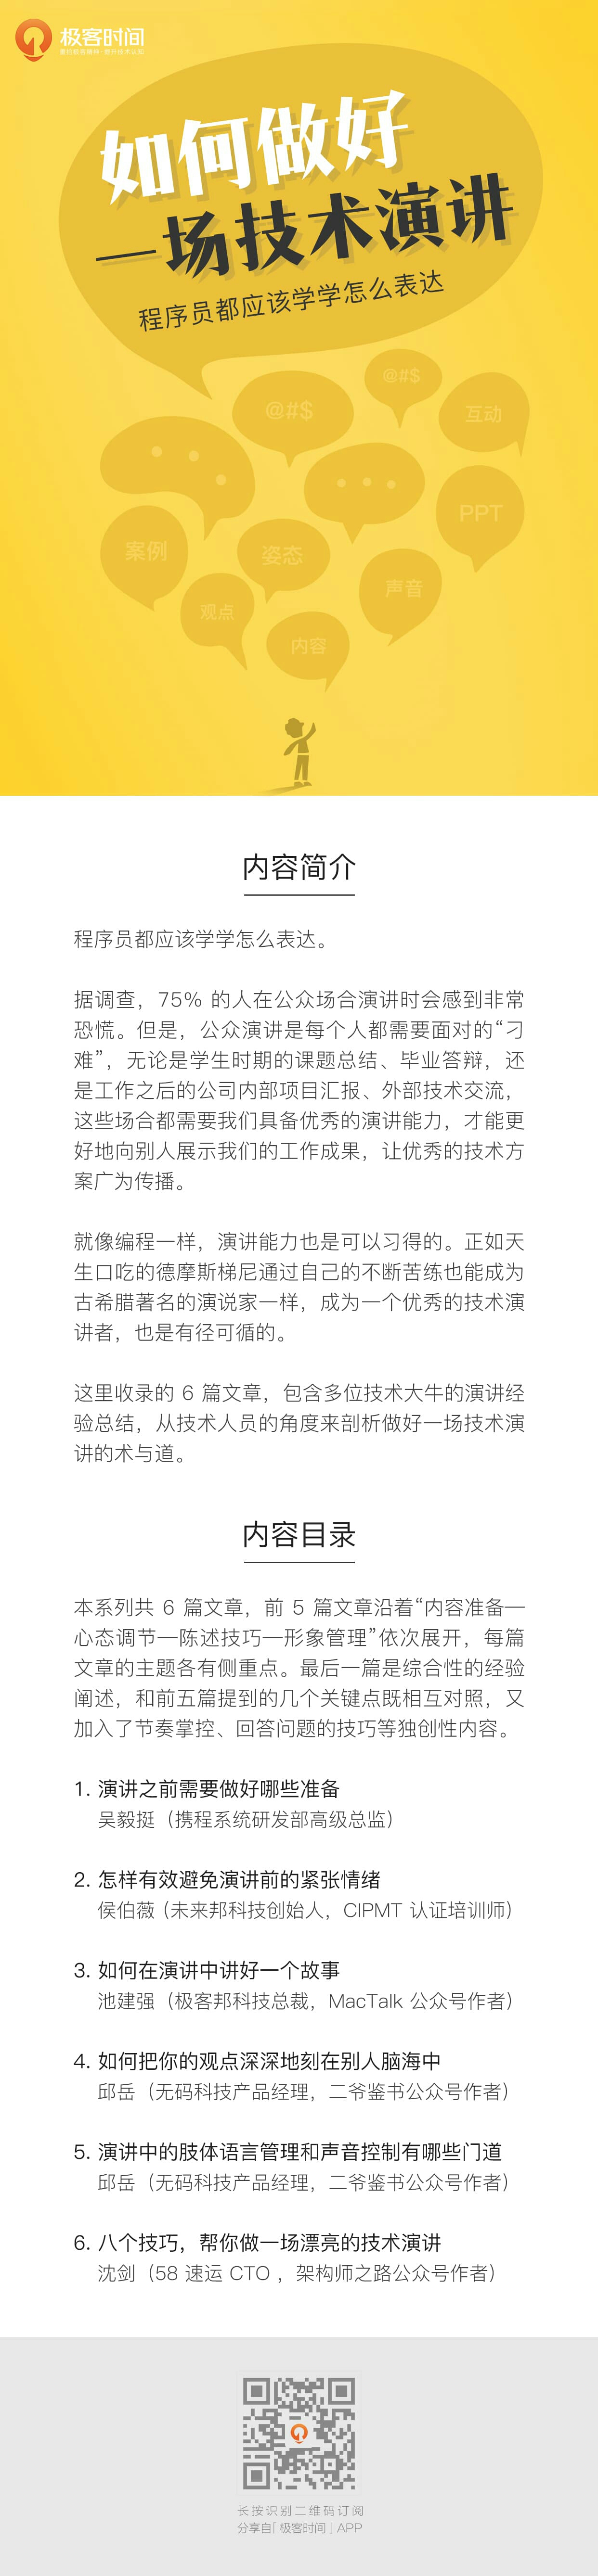 极客时间
如何做好
一场技术演讲
程序员都应该学学怎么表达
@#$
@#$
互动
PPT
案例
姿态
声音
观点
内容
内容简介
程序员都应该学学怎么表达。
据调查，75% 的人在公众场合演讲时会感到非常
恐慌。但是，公众演讲是每个人都需要面对的“刁
难”，无论是学生时期的课题总结、毕业答辩，还
是工作之后的公司内部项目汇报、外部技术交流，
这些场合都需要我们具备优秀的演讲能力，才能更
好地向别人展示我们的工作成果，让优秀的技术方
案广为传播。
就像编程一样，演讲能力也是可以习得的。正如天
生口吃的德摩斯梯尼通过自己的不断苦练也能成为
古希腊著名的演说家一样，成为一个优秀的技术演
讲者，也是有径可循的。
这里收录的 6 篇文章，包含多位技术大牛的演讲经
验总结，从技术人员的角度来剖析做好一场技术演
讲的术与道。
内容目录
本系列共 6 篇文章，前 5 篇文章沿着“内容准备—
心态调节—陈述技巧—形象管理”依次展开，每篇
文章的主题各有侧重点。最后一篇是综合性的经验
阐述，和前五篇提到的几个关键点既相互对照，又
加入了节奏掌控、回答问题的技巧等独创性内容。
1. 演讲之前需要做好哪些准备
吴毅挺（携程系统研发部高级总监）
2. 怎样有效避免演讲前的紧张情绪
侯伯薇（未来邦科技创始人，CIPMT 认证培训师）
3. 如何在演讲中讲好一个故事
池建强（极客邦科技总裁，MacTalk 公众号作者）
4. 如何把你的观点深深地刻在别人脑海中
邱岳（无码科技产品经理，二爷鉴书公众号作者）
5. 演讲中的肢体语言管理和声音控制有哪些门道
邱岳（无码科技产品经理，二爷鉴书公众号作者）
6. 八个技巧，帮你做一场漂亮的技术演讲
沈剑（58 速运 CTO ，架构师之路公众号作者）
长按识别二维码订阅
分享自「极客时间」APP